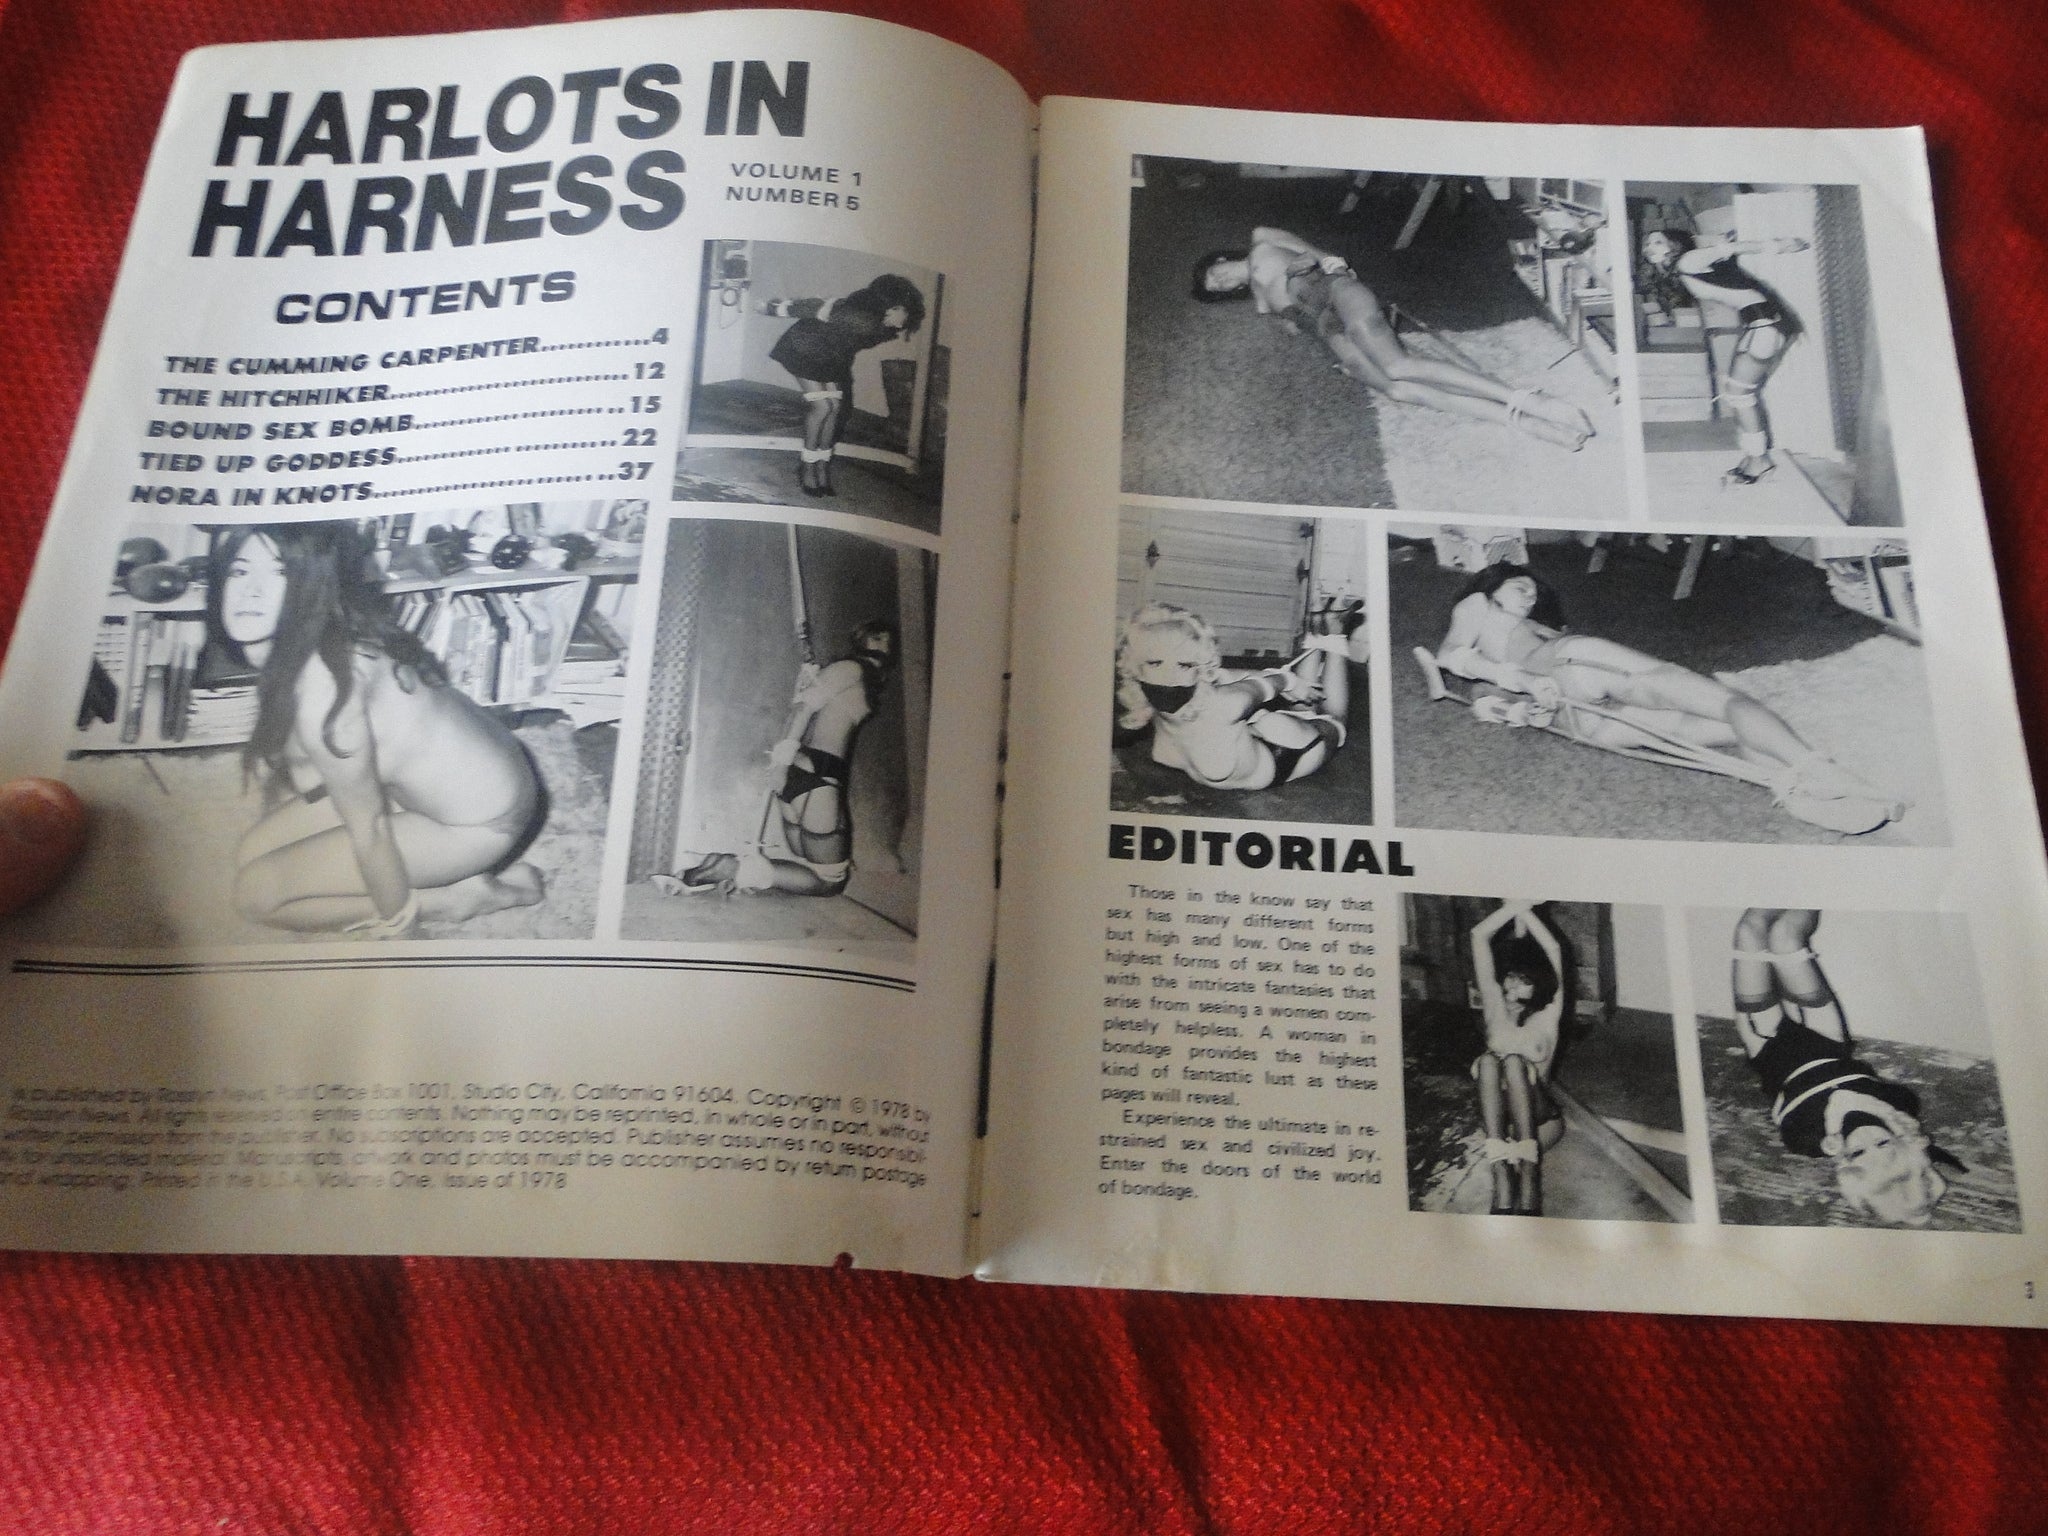 HARLOTS IN
HARNESS
VOLUME 1
NUMBER 5
CONTENTS
THE CUMMING CARPENTER............4
THE HITCHHIKER..........................12
BOUND SEX BOMB.......................15
TIED UP GODDESS........................22
NORA IN KNOTS...........................37
A published by Rosslyn News, Post Office Box 1001, Studio City, California 91604. Copyright © 1978 by
Rosslyn News. All rights reserved on entire contents. Nothing may be reprinted, in whole or in part, without
written permission from the publisher. No subscriptions are accepted. Publisher assumes no responsibi-
ty for unsolicited material. Manuscripts, artwork and photos must be accompanied by return postage
and wrapping. Printed in the U.S.A. Volume One, Issue of 1978
EDITORIAL
Those in the know say that
sex has many different forms
but high and low. One of the
highest forms of sex has to do
with the intricate fantasies that
arise from seeing a women com-
pletely helpless. A woman in
bondage provides the highest
kind of fantastic lust as these
pages will reveal.
Experience the ultimate in re-
strained sex and civilized joy.
Enter the doors of the world
of bondage.
3